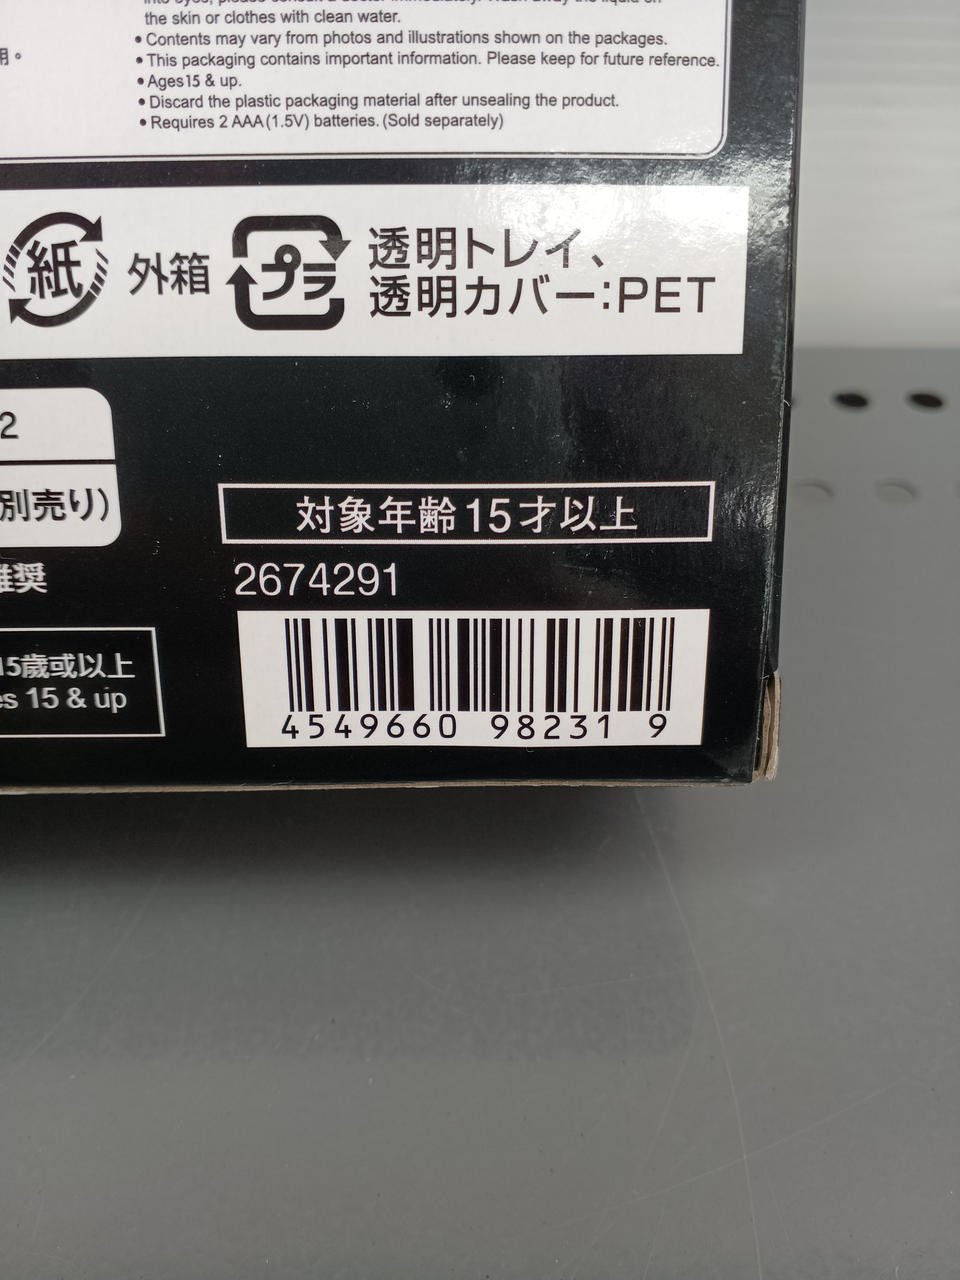 the skin or clothes with clean water.
• Contents may vary from photos and illustrations shown on the packages.
用。
• This packaging contains important information. Please keep for future reference.
• Ages15 & up.
• Discard the plastic packaging material after unsealing the product.
• Requires 2 AAA(1.5V) batteries. (Sold separately)
紙 外箱
プラ 透明トレイ、
透明カバー:PET
2
別売り)
推奨
15歳或以上
es 15 & up
対象年齢15才以上
2674291
4549660 98231 9